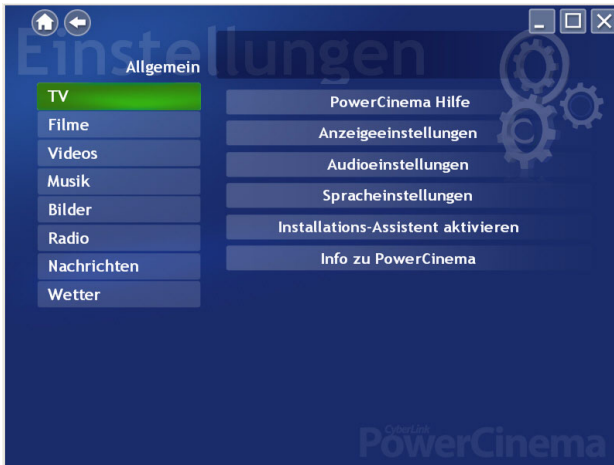 Einstellungen
Allgemein
TV
Filme
Videos
Musik
Bilder
Radio
Nachrichten
Wetter
PowerCinema Hilfe
Anzeigeeinstellungen
Audioeinstellungen
Spracheinstellungen
Installations-Assistent aktivieren
Info zu PowerCinema
CyberLink
PowerCinema